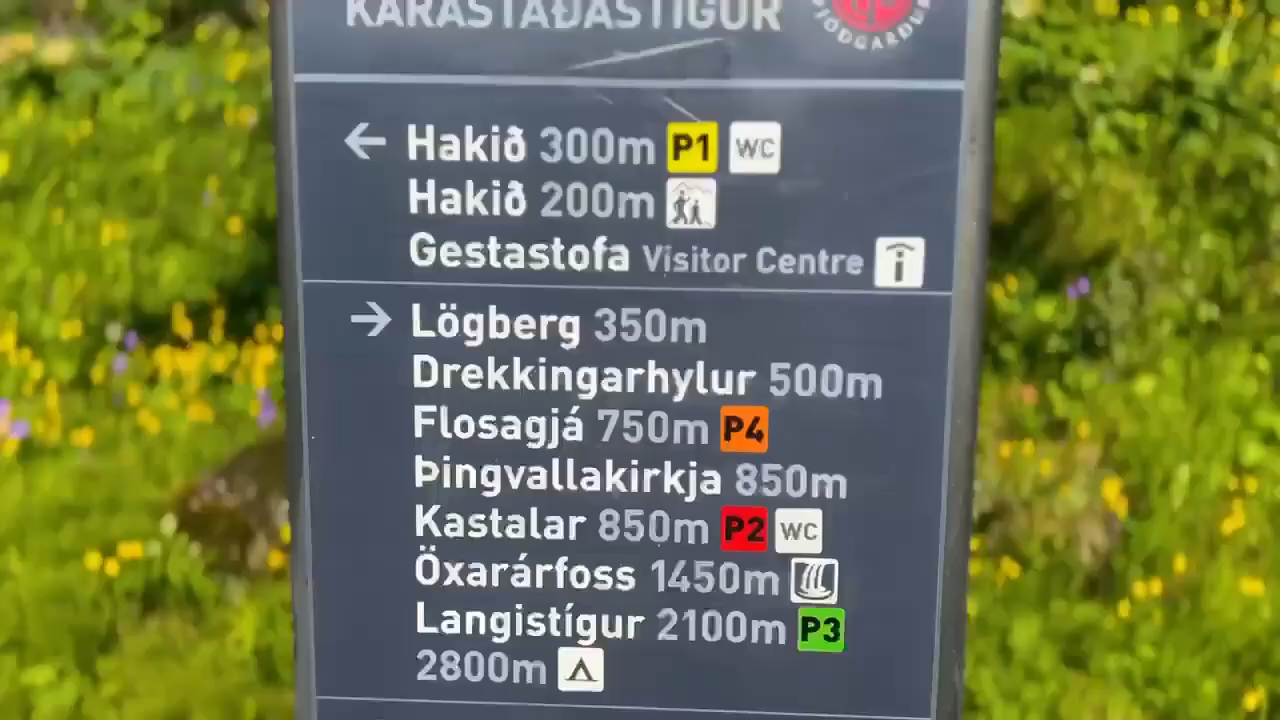 KÁRASTAÐASTÍGUR
ÞJÓÐGARÐUR
← Hakið 300m P1 WC
Hakið 200m
Gestastofa Visitor Centre i
→ Lögberg 350m
Drekkingarhylur 500m
Flosagjá 750m P4
Þingvallakirkja 850m
Kastalar 850m P2 WC
Öxarárfoss 1450m
Langistígur 2100m P3
2800m